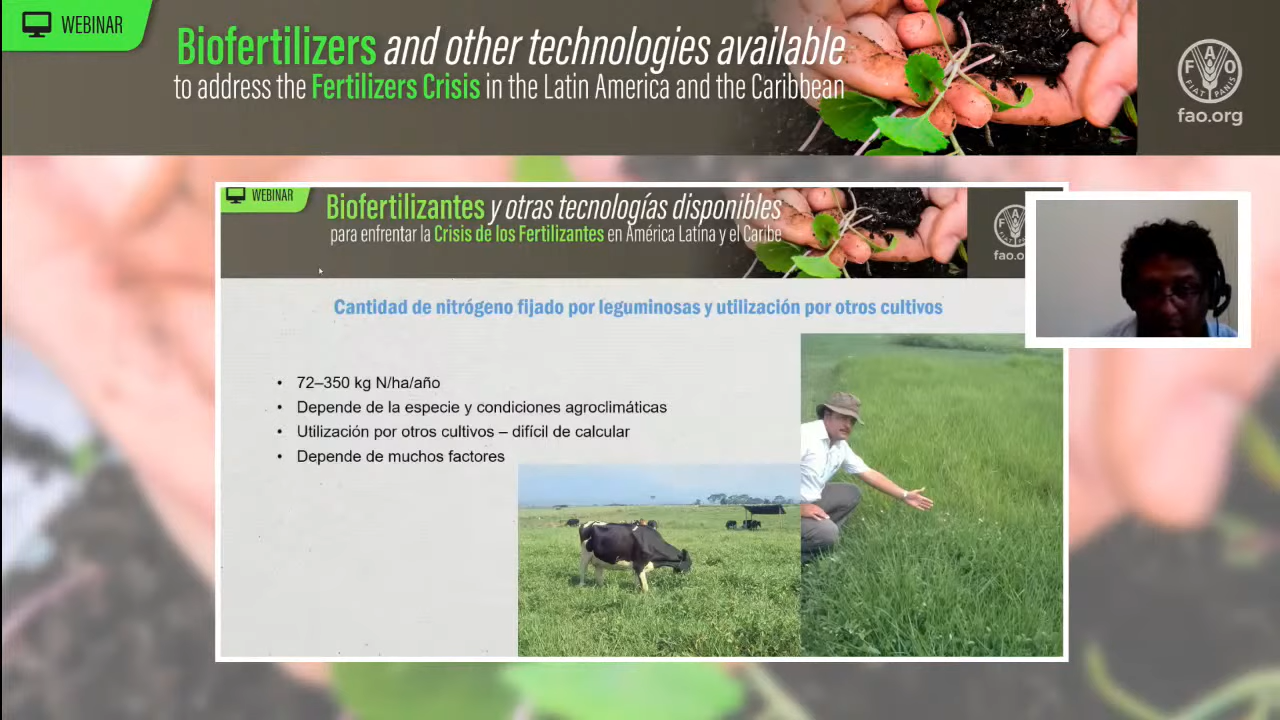 WEBINAR
Biofertilizers and other technologies available
to address the Fertilizers Crisis in the Latin America and the Caribbean
F A O
FIAT PANIS
fao.org
WEBINAR
Biofertilizantes y otras tecnologías disponibles
para enfrentar la Crisis de los Fertilizantes en América Latina y el Caribe
F A
fao.o
Cantidad de nitrógeno fijado por leguminosas y utilización por otros cultivos
• 72–350 kg N/ha/año
• Depende de la especie y condiciones agroclimáticas
• Utilización por otros cultivos – difícil de calcular
• Depende de muchos factores